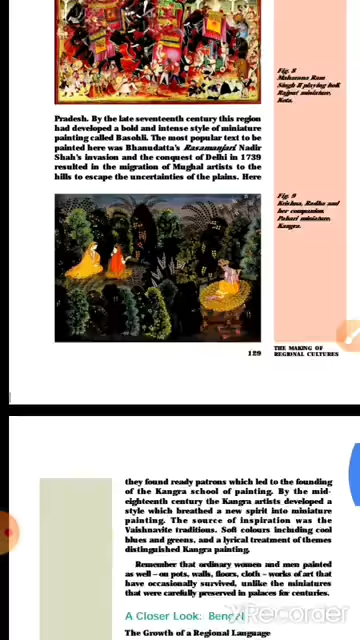 Fig. 8
Maharana Ram
Singh II playing holi.
Rajput miniature,
Kota.
Pradesh. By the late seventeenth century this region
had developed a bold and intense style of miniature
painting called Basohli. The most popular text to be
painted here was Bhanudatta's Rasamanjari. Nadir
Shah's invasion and the conquest of Delhi in 1739
resulted in the migration of Mughal artists to the
hills to escape the uncertainties of the plains. Here
Fig. 9
Krishna, Radha and
her companion.
Pahari miniature,
Kangra.
129
THE MAKING OF
REGIONAL CULTURES
they found ready patrons which led to the founding
of the Kangra school of painting. By the mid-
eighteenth century the Kangra artists developed a
style which breathed a new spirit into miniature
painting. The source of inspiration was the
Vaishnavite traditions. Soft colours including cool
blues and greens, and a lyrical treatment of themes
distinguished Kangra painting.
Remember that ordinary women and men painted
as well – on pots, walls, floors, cloth – works of art that
have occasionally survived, unlike the miniatures
that were carefully preserved in palaces for centuries.
A Closer Look: Bengal
The Growth of a Regional Language
XRecorder